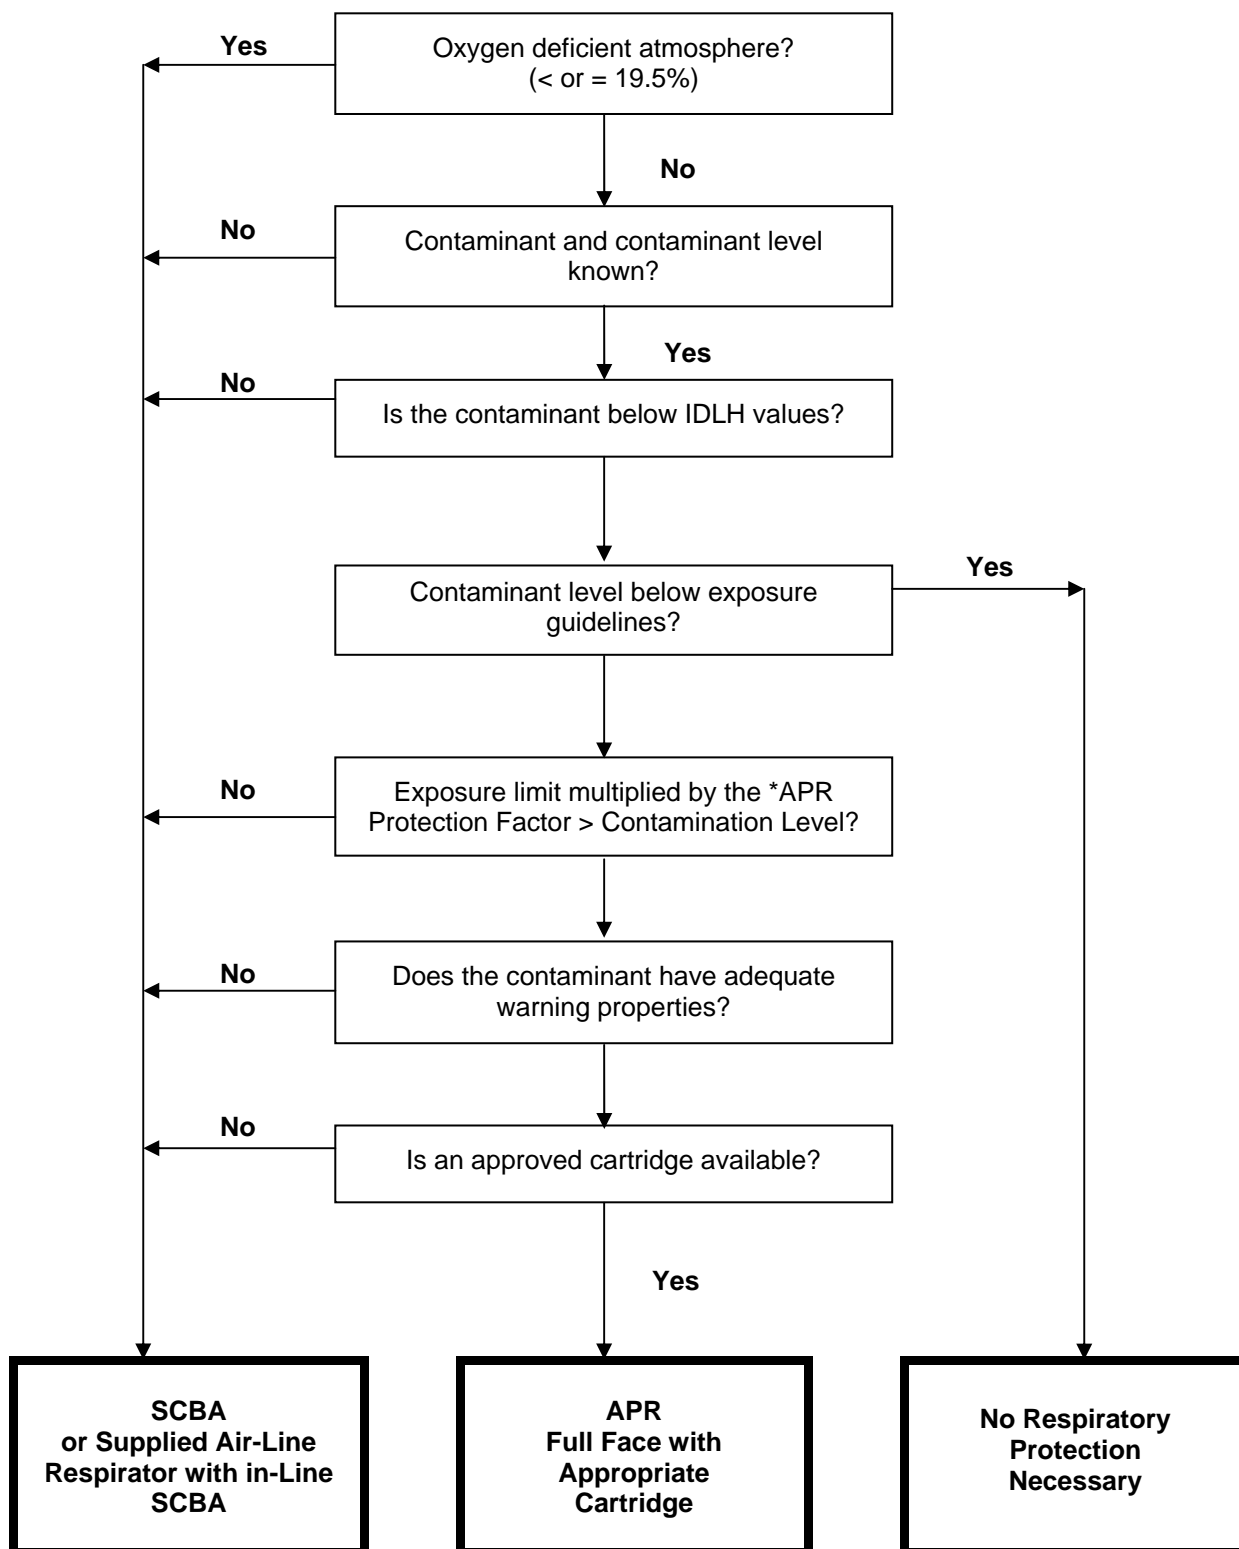 Yes
Oxygen deficient atmosphere?
(< or = 19.5%)
No
No
Contaminant and contaminant level
known?
Yes
No
Is the contaminant below IDLH values?
Contaminant level below exposure
guidelines?
Yes
No
Exposure limit multiplied by the *APR
Protection Factor > Contamination Level?
No
Does the contaminant have adequate
warning properties?
No
Is an approved cartridge available?
Yes
SCBA
or Supplied Air-Line
Respirator with in-Line
SCBA
APR
Full Face with
Appropriate
Cartridge
No Respiratory
Protection
Necessary